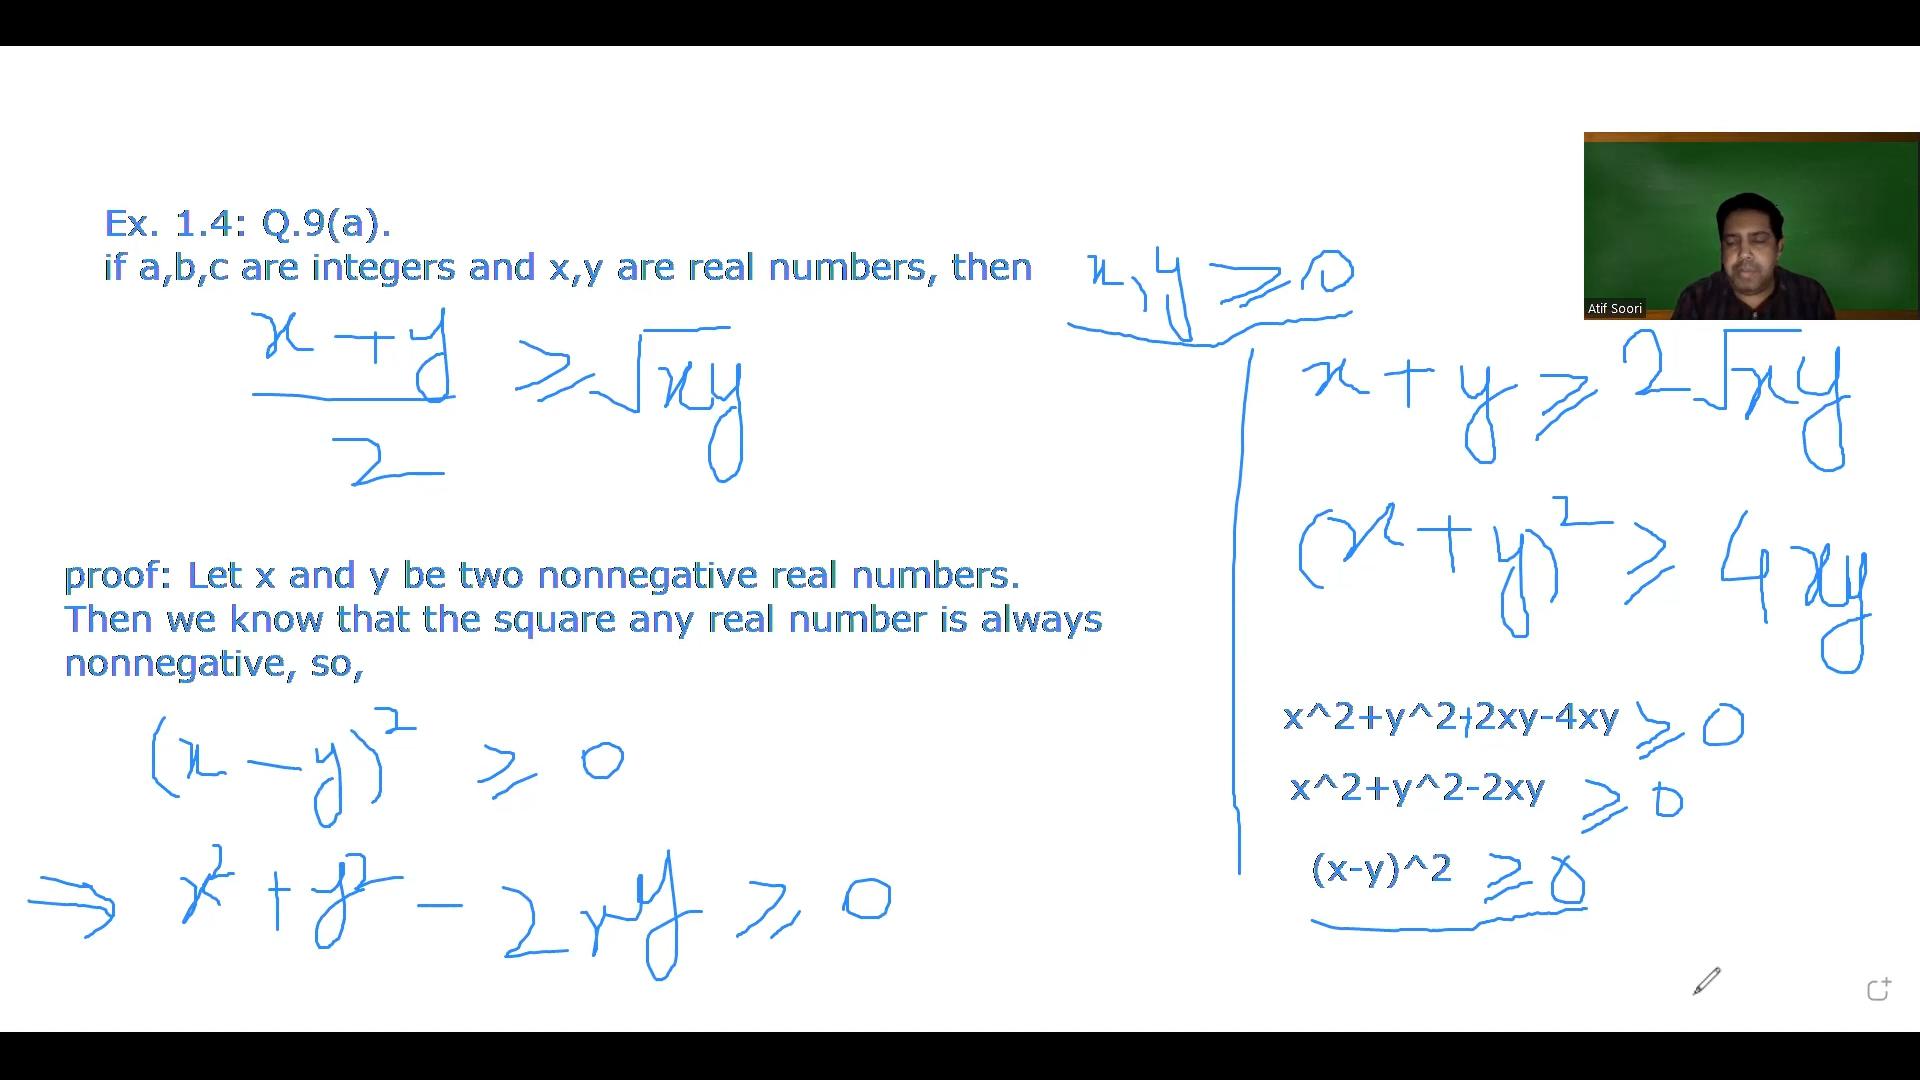 Ex. 1.4: Q.9(a).
if a,b,c are integers and x,y are real numbers, then
x + y / 2 ≥ √xy
proof: Let x and y be two nonnegative real numbers.
Then we know that the square any real number is always
nonnegative, so,
(x - y)² ≥ 0
⇒ x² + y² - 2xy ≥ 0
x, y ≥ 0
x + y ≥ 2√xy
(x + y)² ≥ 4xy
x^2+y^2+2xy-4xy ≥ 0
x^2+y^2-2xy ≥ 0
(x-y)^2 ≥ 0
Atif Soori